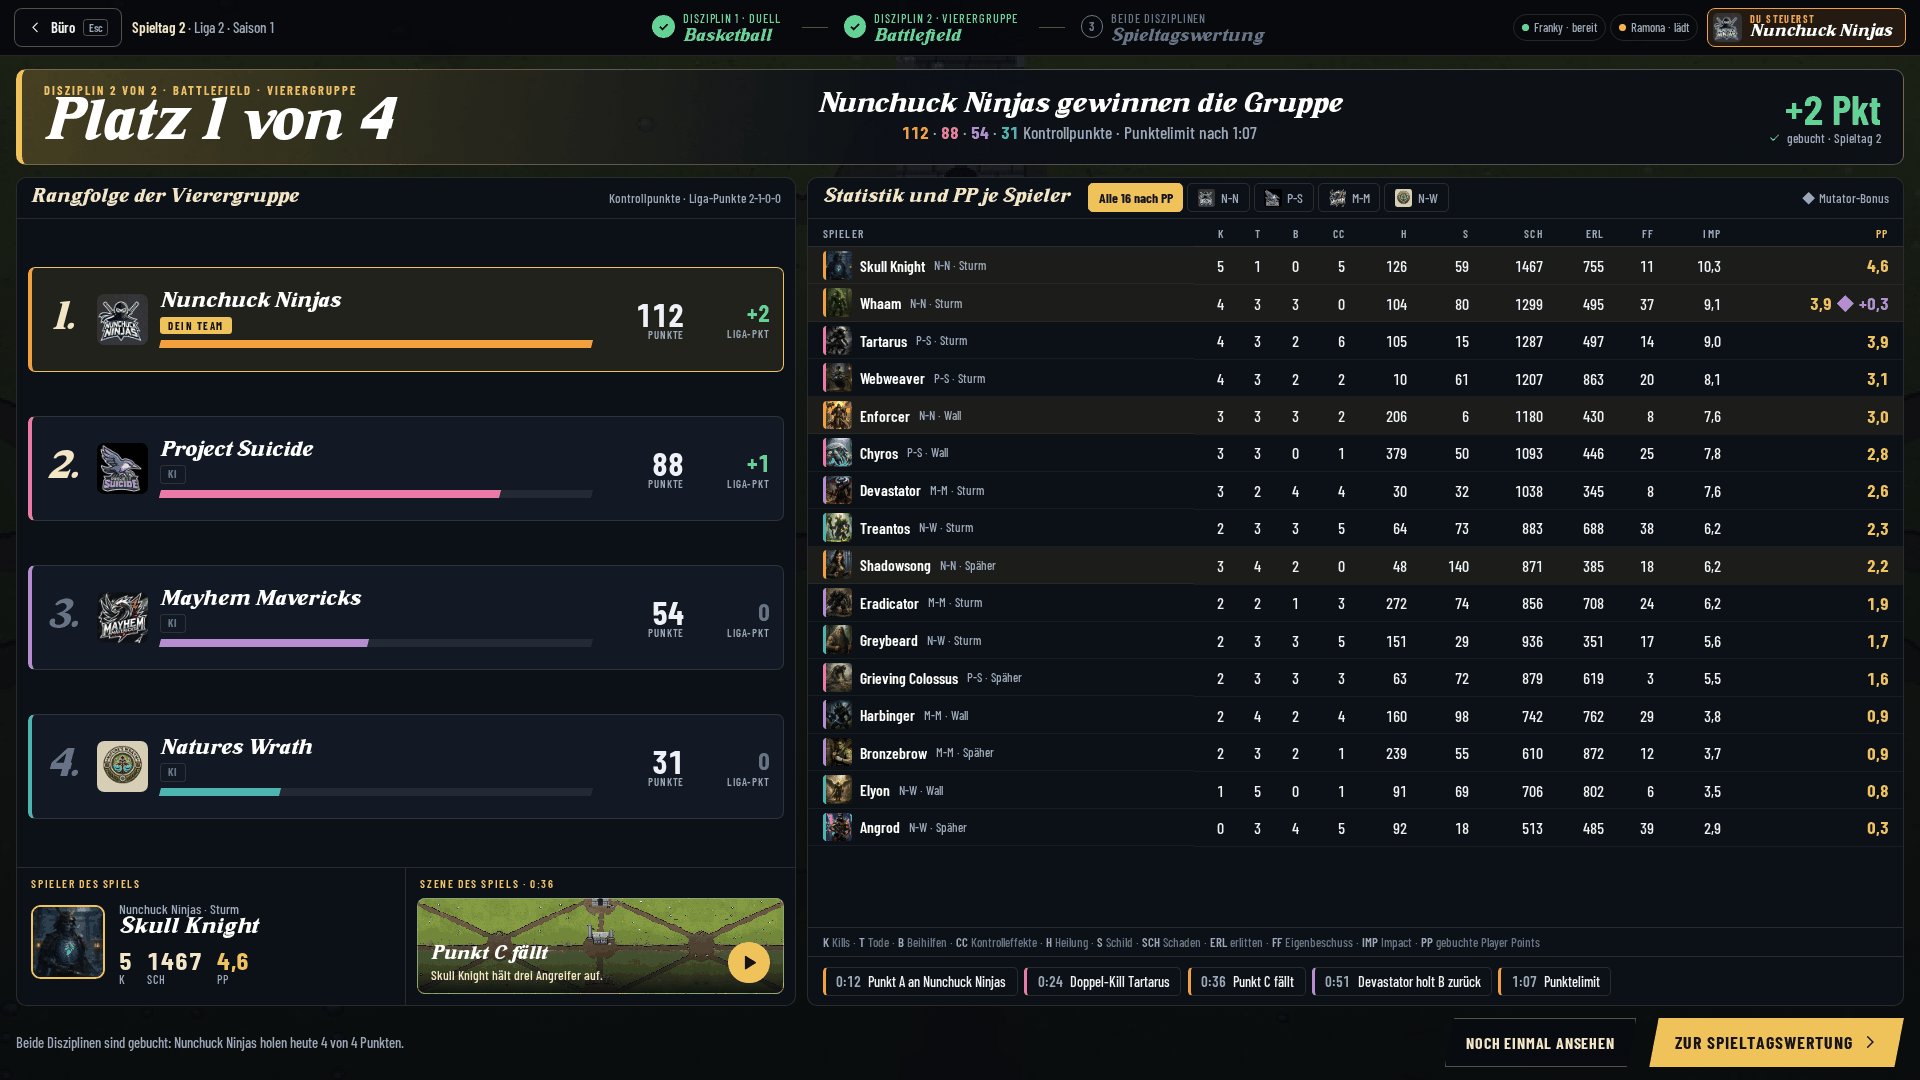 Büro Esc Spieltag 2 · Liga 2 · Saison 1
DISZIPLIN 1 · DUELL
Basketball
DISZIPLIN 2 · VIERERGRUPPE
Battlefield
3
BEIDE DISZIPLINEN
Spieltagswertung
Franky · bereit
Ramona · lädt
DU STEUERST
Nunchuck Ninjas
DISZIPLIN 2 VON 2 · BATTLEFIELD · VIERERGRUPPE
Platz 1 von 4
Nunchuck Ninjas gewinnen die Gruppe
112 · 88 · 54 · 31 Kontrollpunkte · Punktelimit nach 1:07
+2 Pkt
gebucht · Spieltag 2
Rangfolge der Vierergruppe
Kontrollpunkte · Liga-Punkte 2-1-0-0
1.
Nunchuck Ninjas
DEIN TEAM
112
PUNKTE
+2
LIGA-PKT
2.
Project Suicide
KI
88
PUNKTE
+1
LIGA-PKT
3.
Mayhem Mavericks
KI
54
PUNKTE
0
LIGA-PKT
4.
Natures Wrath
KI
31
PUNKTE
0
LIGA-PKT
SPIELER DES SPIELS
Nunchuck Ninjas · Sturm
Skull Knight
5 1467 4,6
K SCH PP
SZENE DES SPIELS · 0:36
Punkt C fällt
Skull Knight hält drei Angreifer auf.
Statistik und PP je Spieler
Alle 16 nach PP
N-N
P-S
M-M
N-W
Mutator-Bonus
SPIELER K T B CC H S SCH ERL FF IMP PP
Skull Knight N-N · Sturm 5 1 0 5 126 59 1467 755 11 10,3 4,6
Whaam N-N · Sturm 4 3 3 0 104 80 1299 495 37 9,1 3,9 +0,3
Tartarus P-S · Sturm 4 3 2 6 105 15 1287 497 14 9,0 3,9
Webweaver P-S · Sturm 4 3 2 2 10 61 1207 863 20 8,1 3,1
Enforcer N-N · Wall 3 3 3 2 206 6 1180 430 8 7,6 3,0
Chyros P-S · Wall 3 3 0 1 379 50 1093 446 25 7,8 2,8
Devastator M-M · Sturm 3 2 4 4 30 32 1038 345 8 7,6 2,6
Treantos N-W · Sturm 2 3 3 5 64 73 883 688 38 6,2 2,3
Shadowsong N-N · Späher 3 4 2 0 48 140 871 385 18 6,2 2,2
Eradicator M-M · Sturm 2 2 1 3 272 74 856 708 24 6,2 1,9
Greybeard N-W · Sturm 2 3 3 5 151 29 936 351 17 5,6 1,7
Grieving Colossus P-S · Späher 2 3 3 3 63 72 879 619 3 5,5 1,6
Harbinger M-M · Wall 2 4 2 4 160 98 742 762 29 3,8 0,9
Bronzebrow M-M · Späher 2 3 2 1 239 55 610 872 12 3,7 0,9
Elyon N-W · Wall 1 5 0 1 91 69 706 802 6 3,5 0,8
Angrod N-W · Späher 0 3 4 5 92 18 513 485 39 2,9 0,3
K Kills · T Tode · B Beihilfen · CC Kontrolleffekte · H Heilung · S Schild · SCH Schaden · ERL erlitten · FF Eigenbeschuss · IMP Impact · PP gebuchte Player Points
0:12 Punkt A an Nunchuck Ninjas
0:24 Doppel-Kill Tartarus
0:36 Punkt C fällt
0:51 Devastator holt B zurück
1:07 Punktelimit
Beide Disziplinen sind gebucht: Nunchuck Ninjas holen heute 4 von 4 Punkten.
NOCH EINMAL ANSEHEN
ZUR SPIELTAGSWERTUNG